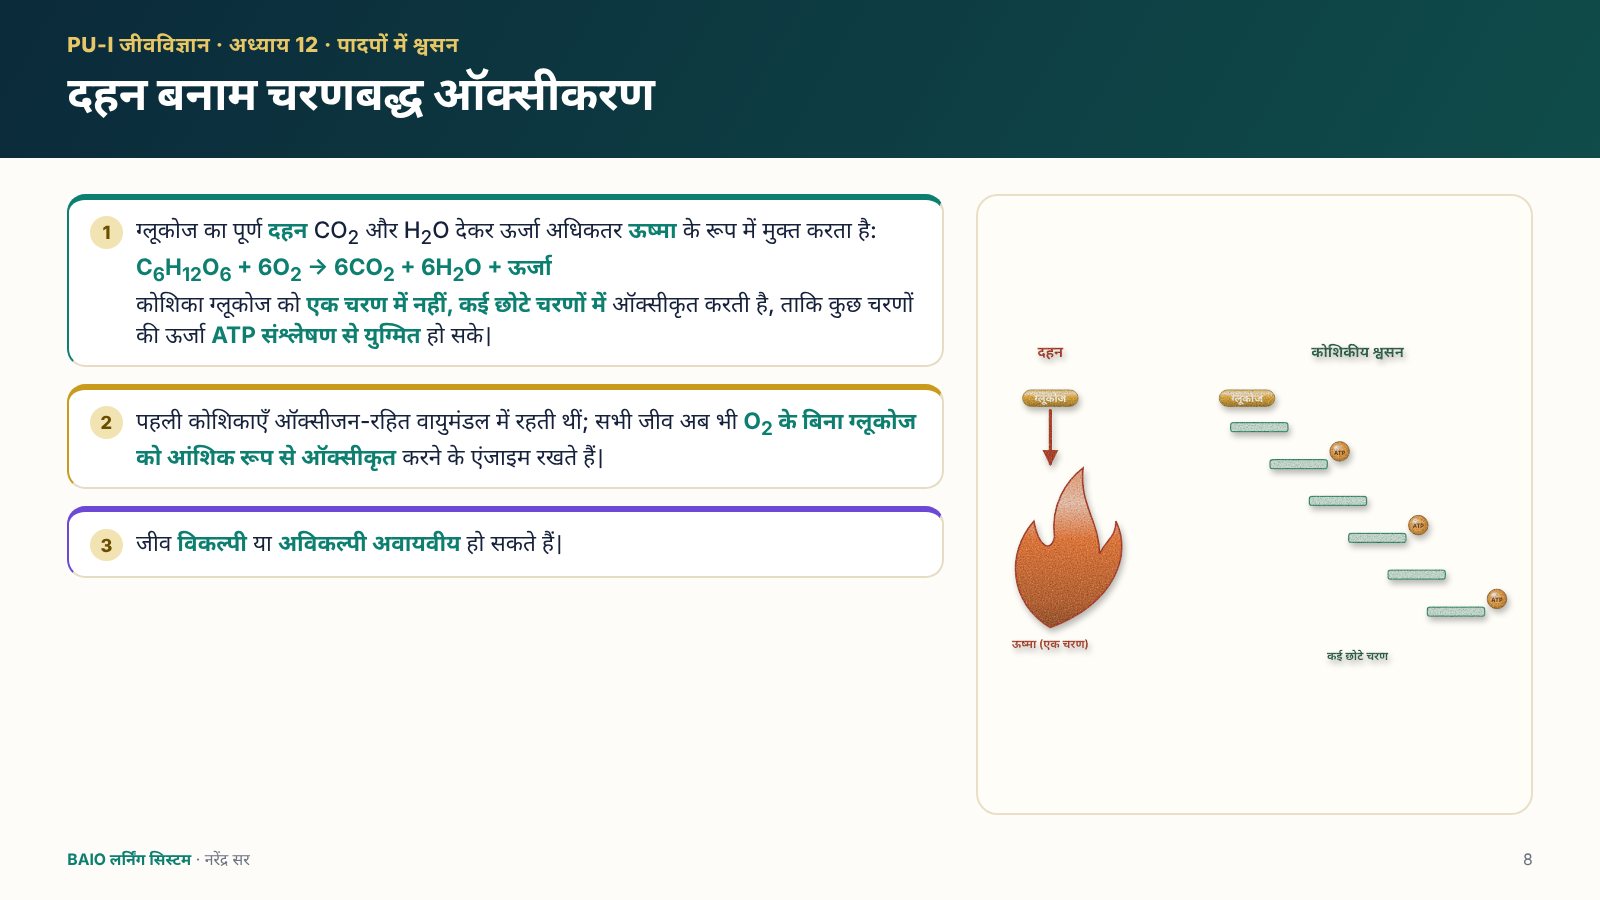 PU-I जीवविज्ञान · अध्याय 12 · पादपों में श्वसन
दहन बनाम चरणबद्ध ऑक्सीकरण
1
ग्लूकोज का पूर्ण दहन CO₂ और H₂O देकर ऊर्जा अधिकतर ऊष्मा के रूप में मुक्त करता है:
C₆H₁₂O₆ + 6O₂ → 6CO₂ + 6H₂O + ऊर्जा
कोशिका ग्लूकोज को एक चरण में नहीं, कई छोटे चरणों में ऑक्सीकृत करती है, ताकि कुछ चरणों
की ऊर्जा ATP संश्लेषण से युग्मित हो सके|
2
पहली कोशिकाएँ ऑक्सीजन-रहित वायुमंडल में रहती थीं; सभी जीव अब भी O₂ के बिना ग्लूकोज
को आंशिक रूप से ऑक्सीकृत करने के एंजाइम रखते हैं|
3
जीव विकल्पी या अविकल्पी अवायवीय हो सकते हैं|
दहन
कोशिकीय श्वसन
ग्लूकोज
ग्लूकोज
ATP
ATP
ATP
ऊष्मा (एक चरण)
कई छोटे चरण
BAIO लर्निंग सिस्टम · नरेंद्र सर
8